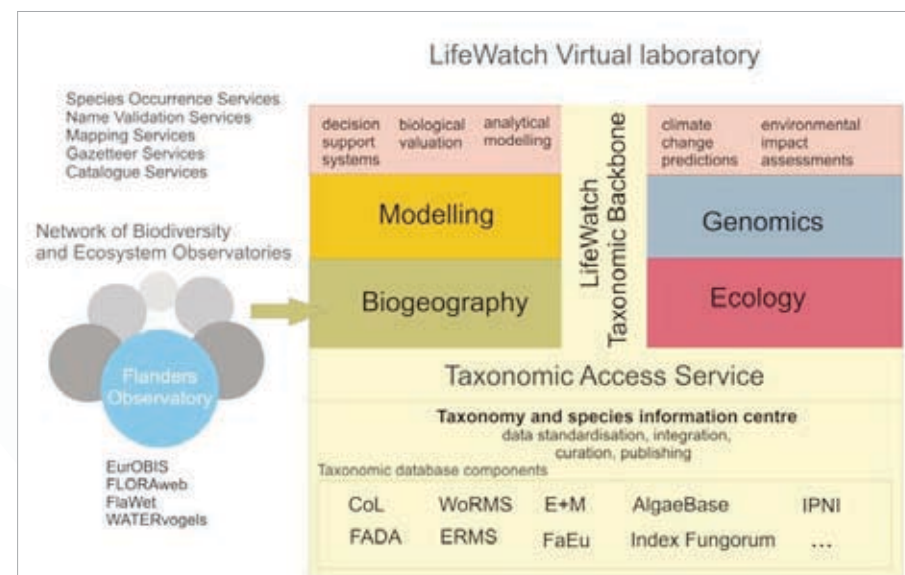 LifeWatch Virtual laboratory
Species Occurrence Services
Name Validation Services
Mapping Services
Gazetteer Services
Catalogue Services
Network of Biodiversity
and Ecosystem Observatories
Flanders
Observatory
EurOBIS
FLORAweb
FlaWet
WATERvogels
decision
support
systems
biological
valuation
analytical
modelling
Modelling
Biogeography
LifeWatch
Taxonomic Backbone
climate
change
predictions
environmental
impact
assessments
Genomics
Ecology
Taxonomic Access Service
Taxonomy and species information centre
data standardisation, integration,
curation, publishing
Taxonomic database components
CoL WoRMS E+M AlgaeBase IPNI
FADA ERMS FaEu Index Fungorum ...